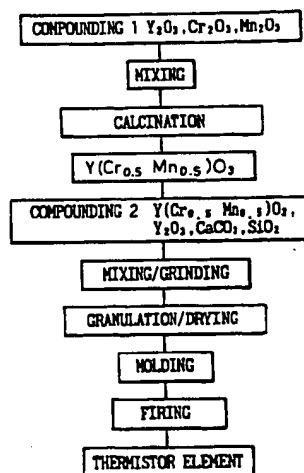 COMPOUNDING 1 Y₂O₃,Cr₂O₃,Mn₂O₃
MIXING
CALCINATION
Y(Cr₀.₅ Mn₀.₅)O₃
COMPOUNDING 2 Y(Cr₀.₅ Mn₀.₅)O₃,
Y₂O₃,CaCO₃,SiO₂
MIXING/GRINDING
GRANULATION/DRYING
MOLDING
FIRING
THERMISTOR ELEMENT